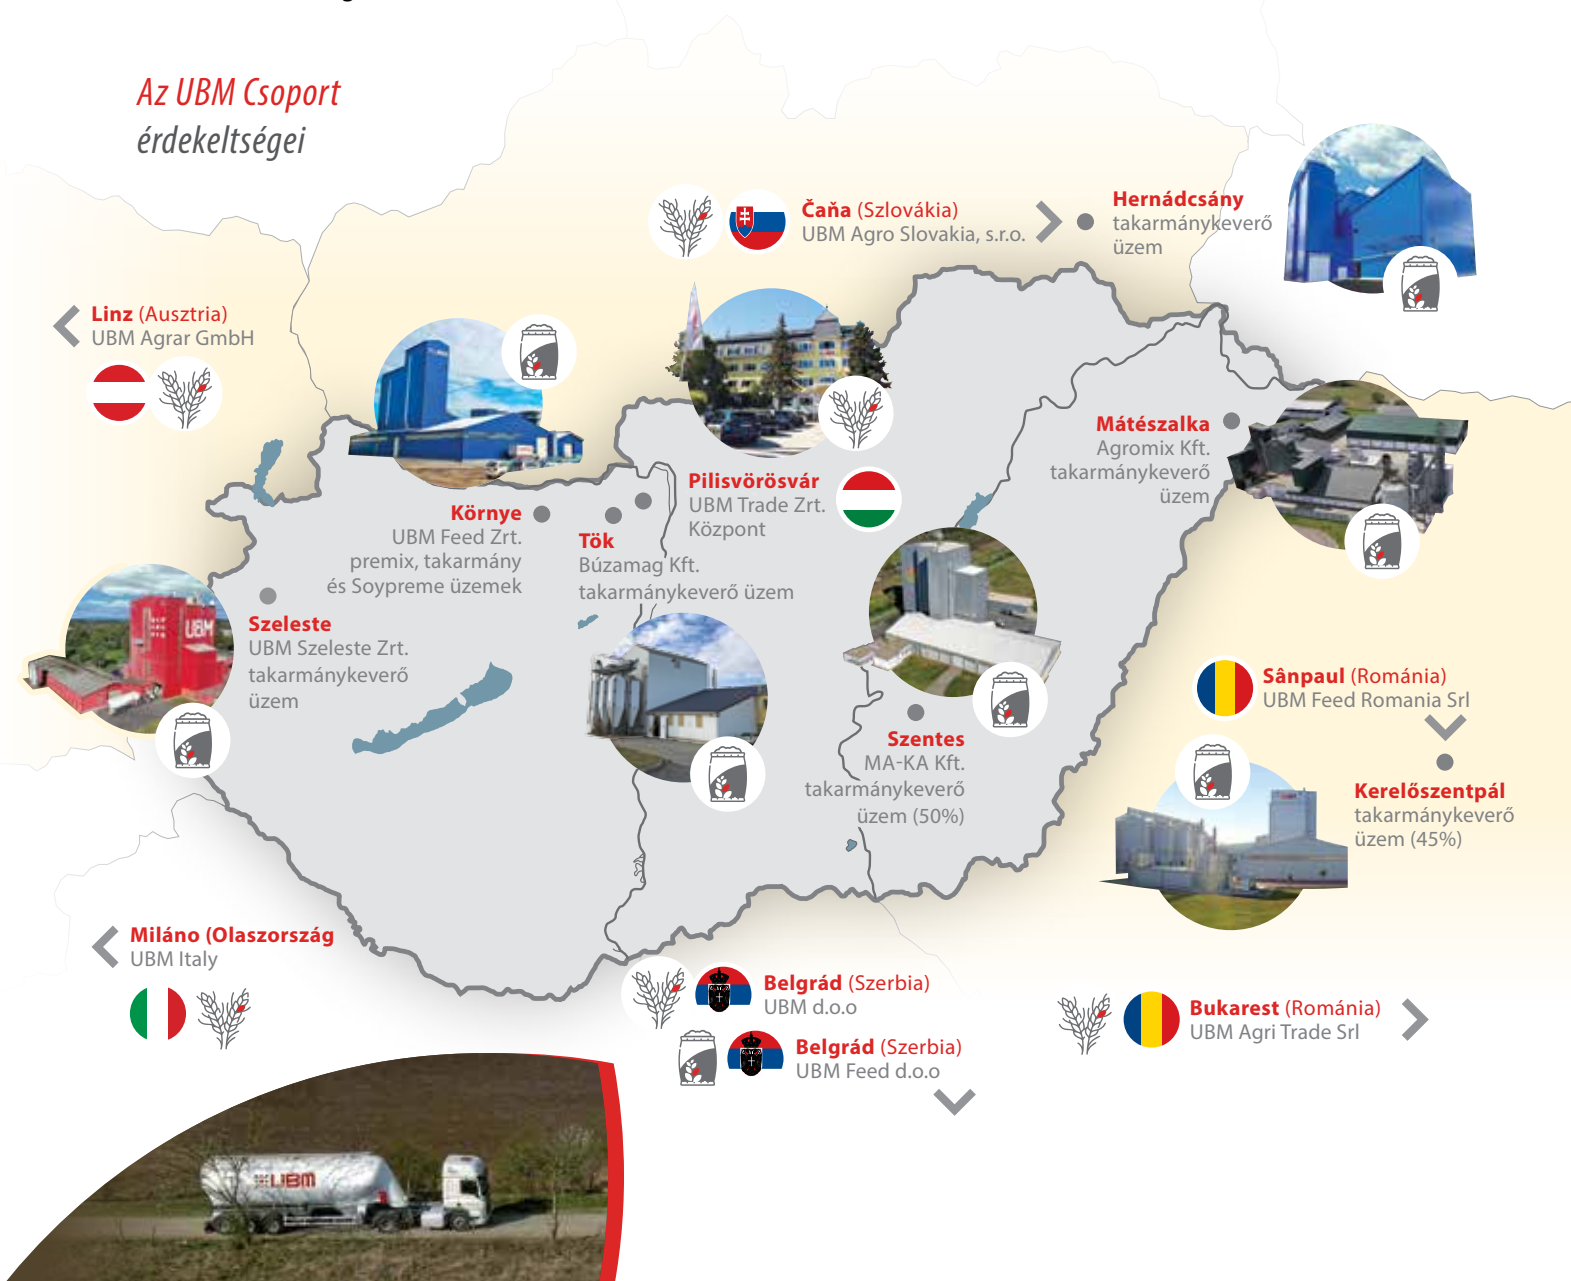 Az UBM Csoport
érdekeltségei
Čaňa (Szlovákia)
UBM Agro Slovakia, s.r.o.
Hernádcsány
takarmánykeverő
üzem
Linz (Ausztria)
UBM Agrar GmbH
Mátészalka
Agromix Kft.
takarmánykeverő
üzem
Pilisvörösvár
UBM Trade Zrt.
Központ
Környe
UBM Feed Zrt.
premix, takarmány
és Soypreme üzemek
Tök
Búzamag Kft.
takarmánykeverő üzem
Szeleste
UBM Szeleste Zrt.
takarmánykeverő
üzem
UBM
Sânpaul (Románia)
UBM Feed Romania Srl
Szentes
MA-KA Kft.
takarmánykeverő
üzem (50%)
Kerelőszentpál
takarmánykeverő
üzem (45%)
Miláno (Olaszország
UBM Italy
Belgrád (Szerbia)
UBM d.o.o
Belgrád (Szerbia)
UBM Feed d.o.o
Bukarest (Románia)
UBM Agri Trade Srl
UBM